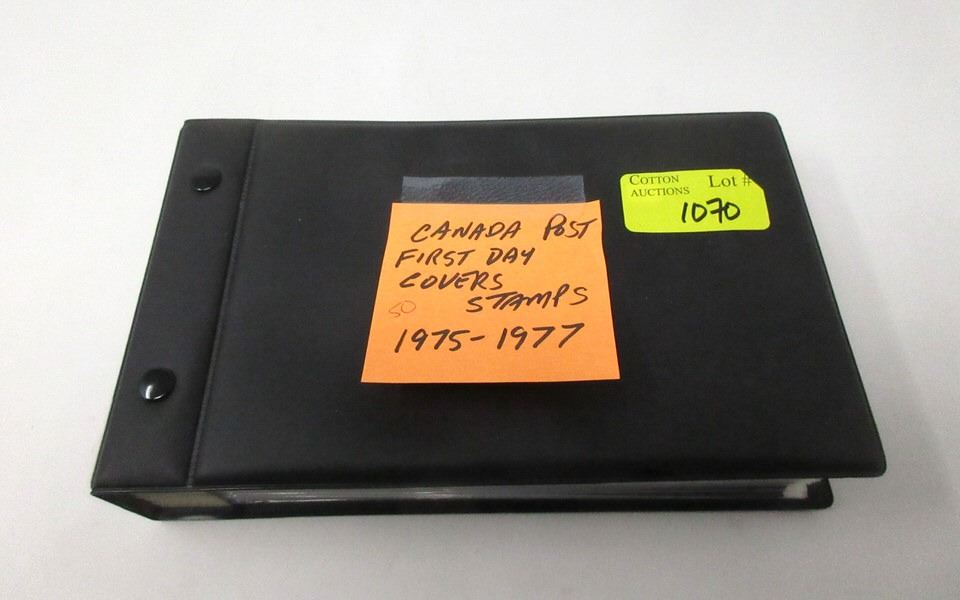 CANADA POST
FIRST DAY
COVERS
50 STAMPS
1975-1977
COTTON AUCTIONS Lot #
1070